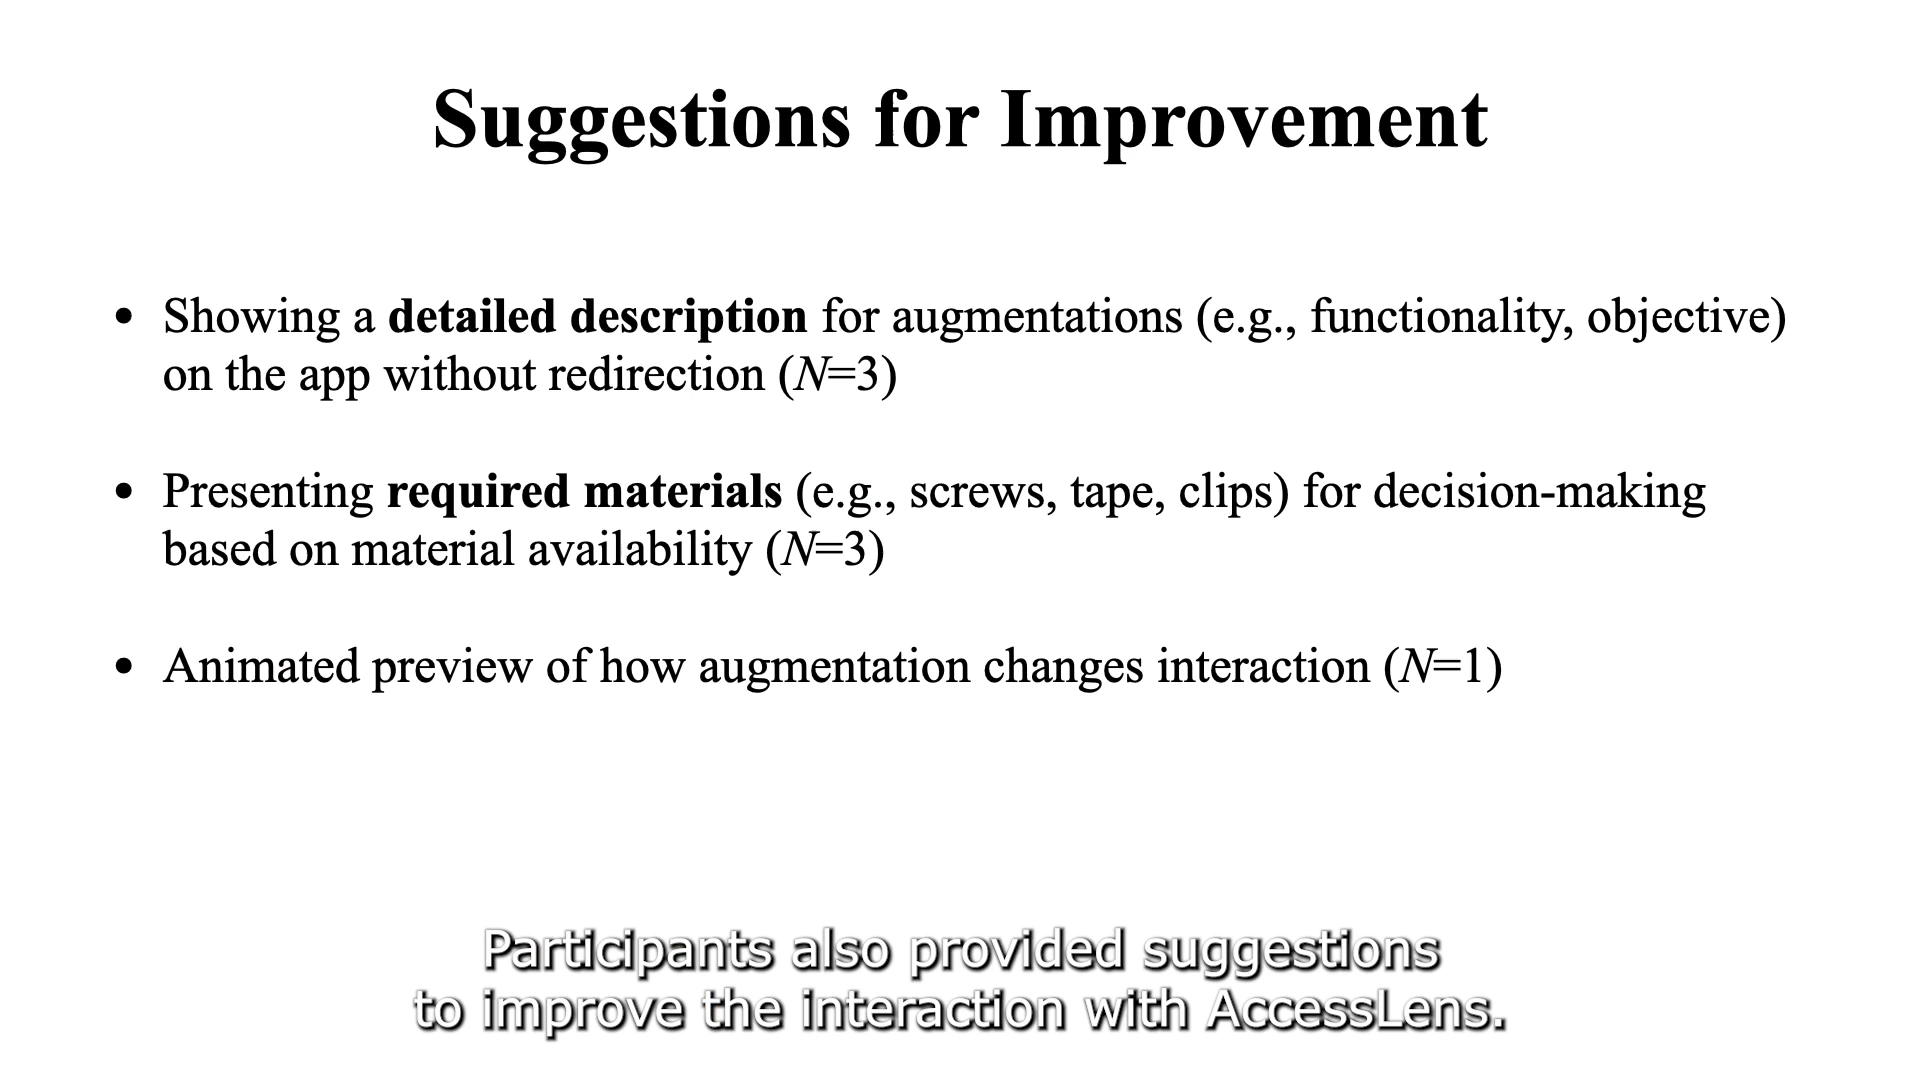 Suggestions for Improvement
• Showing a detailed description for augmentations (e.g., functionality, objective)
on the app without redirection (N=3)
• Presenting required materials (e.g., screws, tape, clips) for decision-making
based on material availability (N=3)
• Animated preview of how augmentation changes interaction (N=1)
Participants also provided suggestions
to improve the interaction with AccessLens.